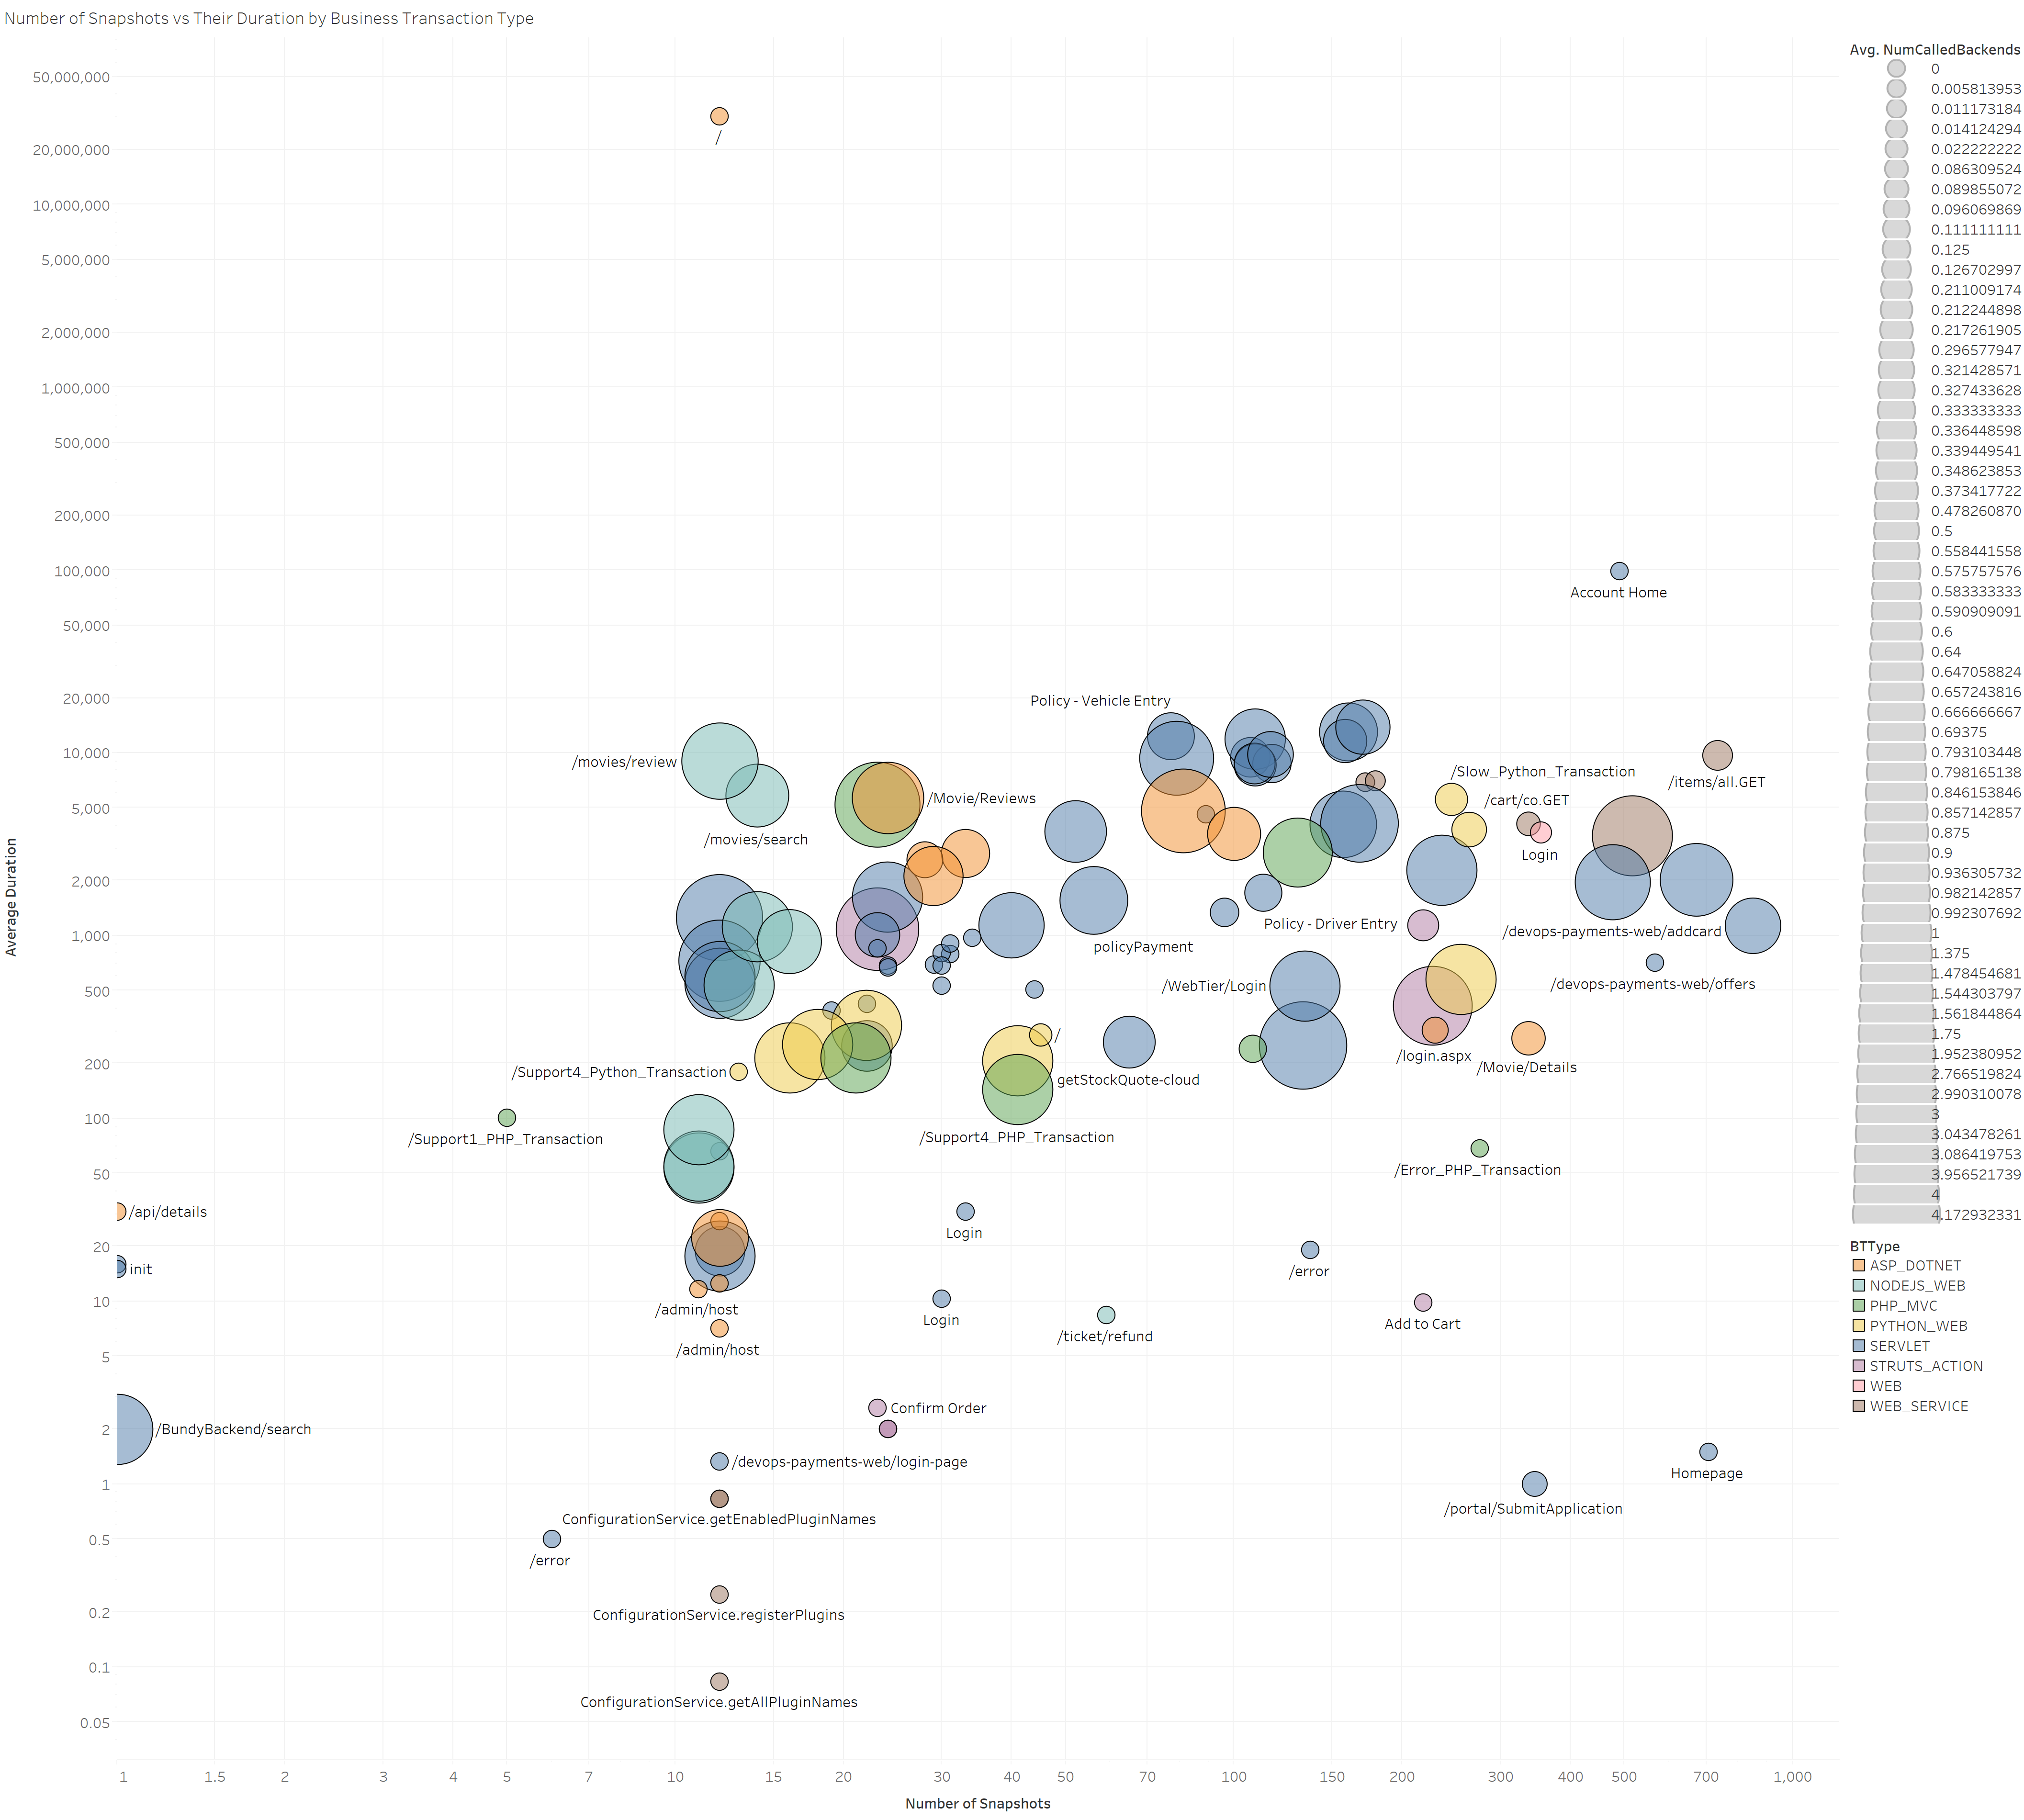 Number of Snapshots vs Their Duration by Business Transaction Type
50,000,000
20,000,000
10,000,000
5,000,000
2,000,000
1,000,000
500,000
200,000
100,000
50,000
20,000
10,000
5,000
2,000
1,000
500
200
100
50
20
10
5
2
1
0.5
0.2
0.1
0.05
Average Duration
/
Account Home
Policy - Vehicle Entry
/movies/review
/Slow_Python_Transaction
/items/all.GET
/Movie/Reviews
/cart/co.GET
/movies/search
Login
Policy - Driver Entry
/devops-payments-web/addcard
policyPayment
/WebTier/Login
/devops-payments-web/offers
/
/login.aspx
/Movie/Details
/Support4_Python_Transaction
getStockQuote-cloud
/Support1_PHP_Transaction
/Support4_PHP_Transaction
/Error_PHP_Transaction
/api/details
Login
init
/error
/admin/host
Login
Add to Cart
/ticket/refund
/admin/host
Confirm Order
/BundyBackend/search
/devops-payments-web/login-page
Homepage
/portal/SubmitApplication
ConfigurationService.getEnabledPluginNames
/error
ConfigurationService.registerPlugins
ConfigurationService.getAllPluginNames
1
1.5
2
3
4
5
7
10
15
20
30
40
50
70
100
150
200
300
400
500
700
1,000
Number of Snapshots
Avg. NumCalledBackends
0
0.005813953
0.011173184
0.014124294
0.022222222
0.086309524
0.089855072
0.096069869
0.111111111
0.125
0.126702997
0.211009174
0.212244898
0.217261905
0.296577947
0.321428571
0.327433628
0.333333333
0.336448598
0.339449541
0.348623853
0.373417722
0.478260870
0.5
0.558441558
0.575757576
0.583333333
0.590909091
0.6
0.64
0.647058824
0.657243816
0.666666667
0.69375
0.793103448
0.798165138
0.846153846
0.857142857
0.875
0.9
0.936305732
0.982142857
0.992307692
1
1.375
1.478454681
1.544303797
1.561844864
1.75
1.952380952
2.766519824
2.990310078
3
3.043478261
3.086419753
3.956521739
4
4.172932331
BTType
ASP_DOTNET
NODEJS_WEB
PHP_MVC
PYTHON_WEB
SERVLET
STRUTS_ACTION
WEB
WEB_SERVICE